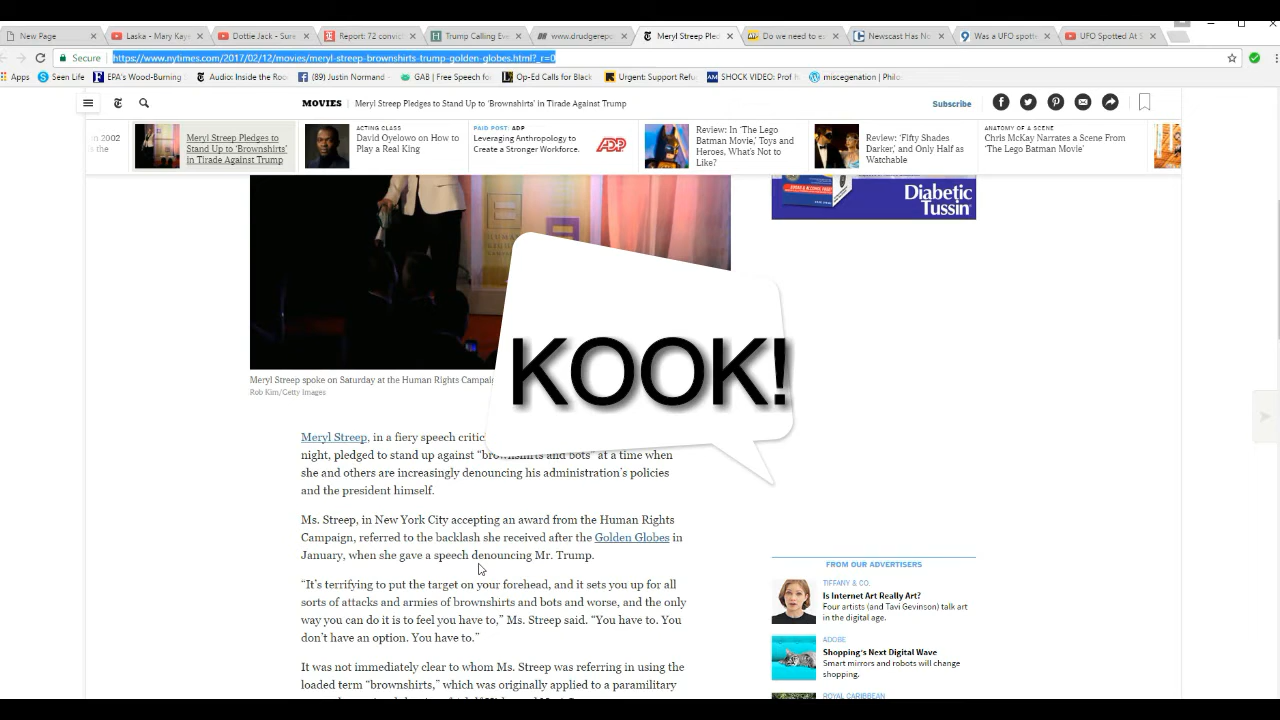 New Page
Laska - Mary Kaye
Dottie Jack - Sure
Report: 72 convic
Trump Calling Eve
www.drudgerepo
Meryl Streep Pled
Do we need to e
Newscast Has No
Was a UFO spotte
UFO Spotted At S
Secure
https://www.nytimes.com/2017/02/12/movies/meryl-streep-brownshirts-trump-golden-globes.html?_r=0
Apps
Seen Life
EPA's Wood-Burning
Audio: Inside the Roo
(89) Justin Normand -
GAB | Free Speech fo
Op-Ed Calls for Black
Urgent: Support Refu
SHOCK VIDEO: Prof H
miscegenation | Philo
MOVIES | Meryl Streep Pledges to Stand Up to ‘Brownshirts’ in Tirade Against Trump
Subscribe
n 2002
s the
Meryl Streep Pledges to
Stand Up to ‘Brownshirts’
in Tirade Against Trump
ACTING CLASS
David Oyelowo on How to
Play a Real King
PAID POST: ADP
Leveraging Anthropology to
Create a Stronger Workforce.
ADP
Review: In ‘The Lego
Batman Movie,’ Toys and
Heroes, What’s Not to
Like?
Review: ‘Fifty Shades
Darker,’ and Only Half as
Watchable
ANATOMY OF A SCENE
Chris McKay Narrates a Scene From
‘The Lego Batman Movie’
Diabetic
Tussin
HUMAN
RIGHTS
KOOK!
Meryl Streep spoke on Saturday at the Human Rights Campaig
Rob Kim/Getty Images
Meryl Streep, in a fiery speech critic
night, pledged to stand up against “brownshirts and bots” at a time when
she and others are increasingly denouncing his administration’s policies
and the president himself.
Ms. Streep, in New York City accepting an award from the Human Rights
Campaign, referred to the backlash she received after the Golden Globes in
January, when she gave a speech denouncing Mr. Trump.
“It’s terrifying to put the target on your forehead, and it sets you up for all
sorts of attacks and armies of brownshirts and bots and worse, and the only
way you can do it is to feel you have to,” Ms. Streep said. “You have to. You
don’t have an option. You have to.”
It was not immediately clear to whom Ms. Streep was referring in using the
loaded term “brownshirts,” which was originally applied to a paramilitary
FROM OUR ADVERTISERS
TIFFANY & CO.
Is Internet Art Really Art?
Four artists (and Tavi Gevinson) talk art
in the digital age.
ADOBE
Shopping’s Next Digital Wave
Smart mirrors and robots will change
shopping.
ROYAL CARIBBEAN